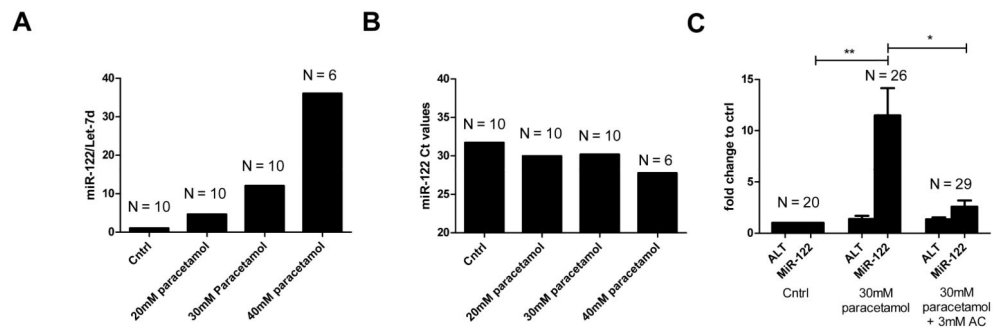 A
miR-122/Let-7d
40
30
20
10
0
N = 10
N = 10
N = 10
N = 6
Cntrl
20mM paracetamol
30mM Paracetamol
40mM paracetamol
B
miR-122 Ct values
40
35
30
25
20
N = 10
N = 10
N = 10
N = 6
Cntrl
20mM paracetamol
30mM paracetamol
40mM paracetamol
C
fold change to ctrl
15
10
5
0
**
*
N = 20
N = 26
N = 29
ALT
MiR-122
ALT
MiR-122
ALT
MiR-122
Cntrl
30mM
paracetamol
30mM
paracetamol
+ 3mM AC